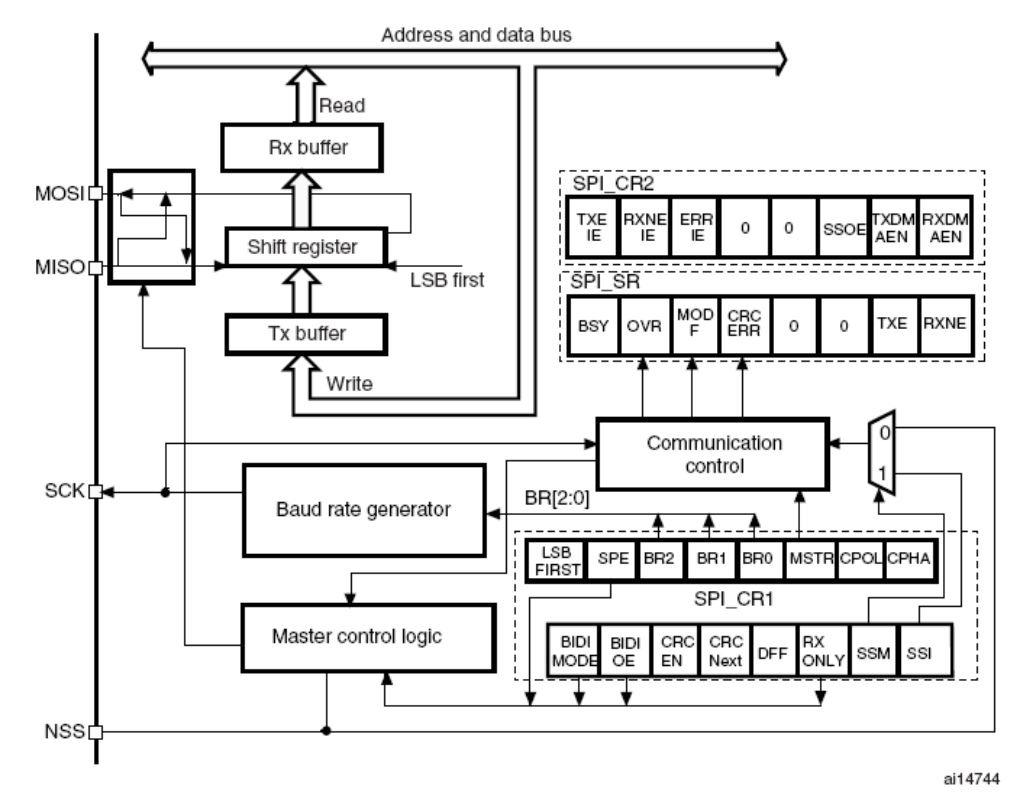 Address and data bus
Read
Rx buffer
MOSI
SPI_CR2
TXE
IE
RXNE
IE
ERR
IE
0
0
SSOE
TXDM
AEN
RXDM
AEN
Shift register
MISO
LSB first
SPI_SR
BSY
OVR
MOD
F
CRC
ERR
0
0
TXE
RXNE
Tx buffer
Write
Communication
control
0
1
SCK
Baud rate generator
BR[2:0]
LSB
FIRST
SPE
BR2
BR1
BR0
MSTR
CPOL
CPHA
SPI_CR1
Master control logic
BIDI
MODE
BIDI
OE
CRC
EN
CRC
Next
DFF
RX
ONLY
SSM
SSI
NSS
ai14744